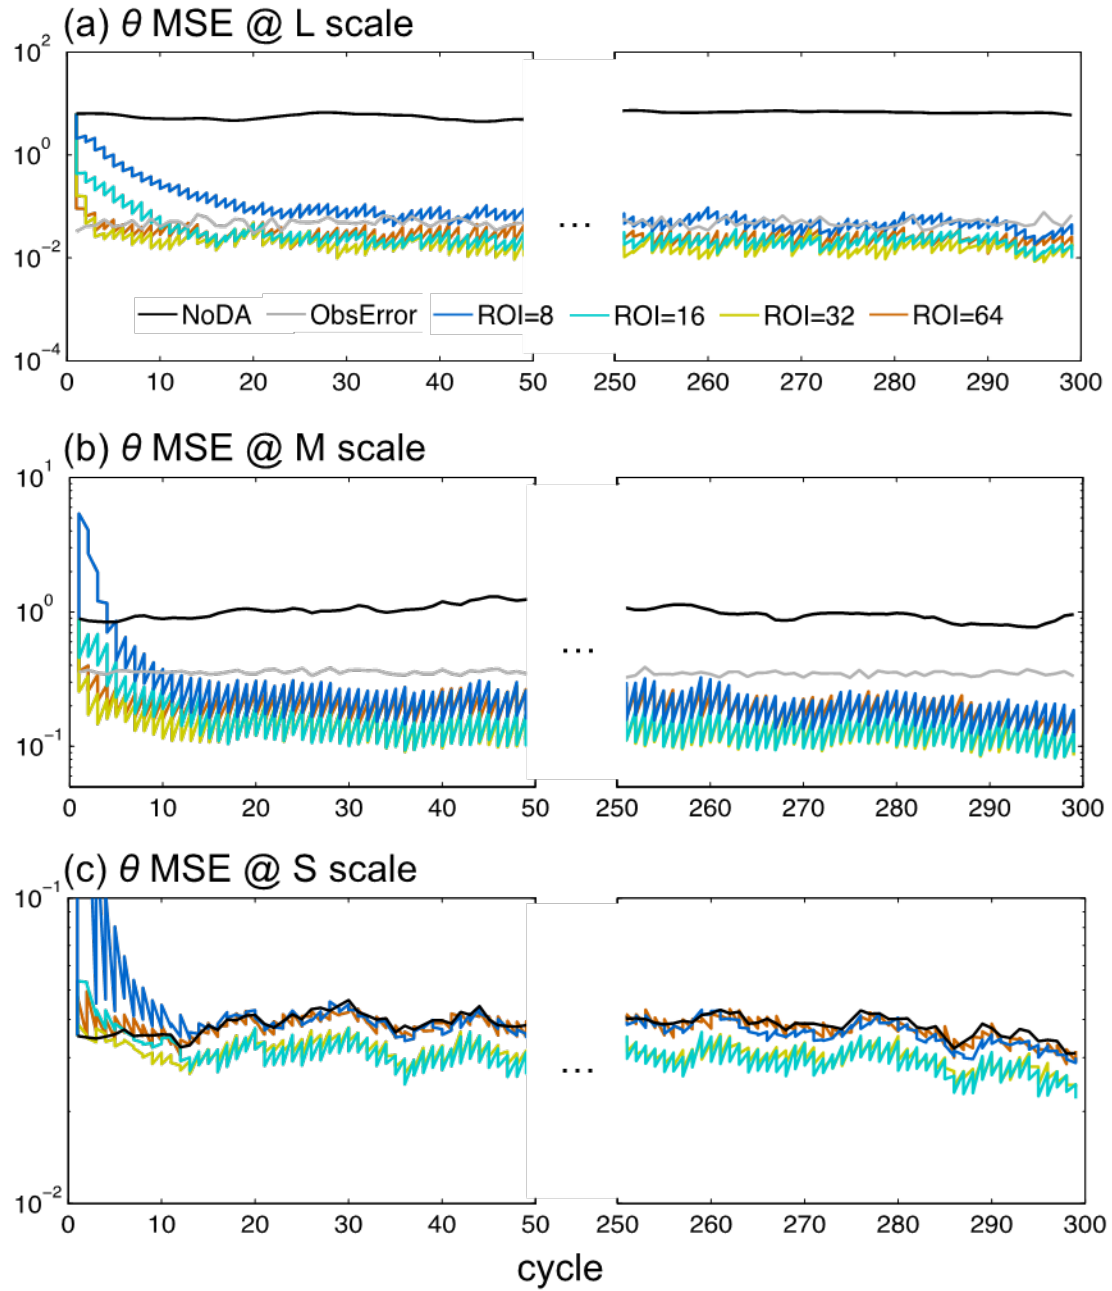 (a) θ MSE @ L scale
10²
10⁰
10⁻²
10⁻⁴
...
NoDA ObsError ROI=8 ROI=16 ROI=32 ROI=64
0 10 20 30 40 50 250 260 270 280 290 300
(b) θ MSE @ M scale
10¹
10⁰
10⁻¹
...
0 10 20 30 40 50 250 260 270 280 290 300
(c) θ MSE @ S scale
10⁻¹
10⁻²
...
0 10 20 30 40 50 250 260 270 280 290 300
cycle